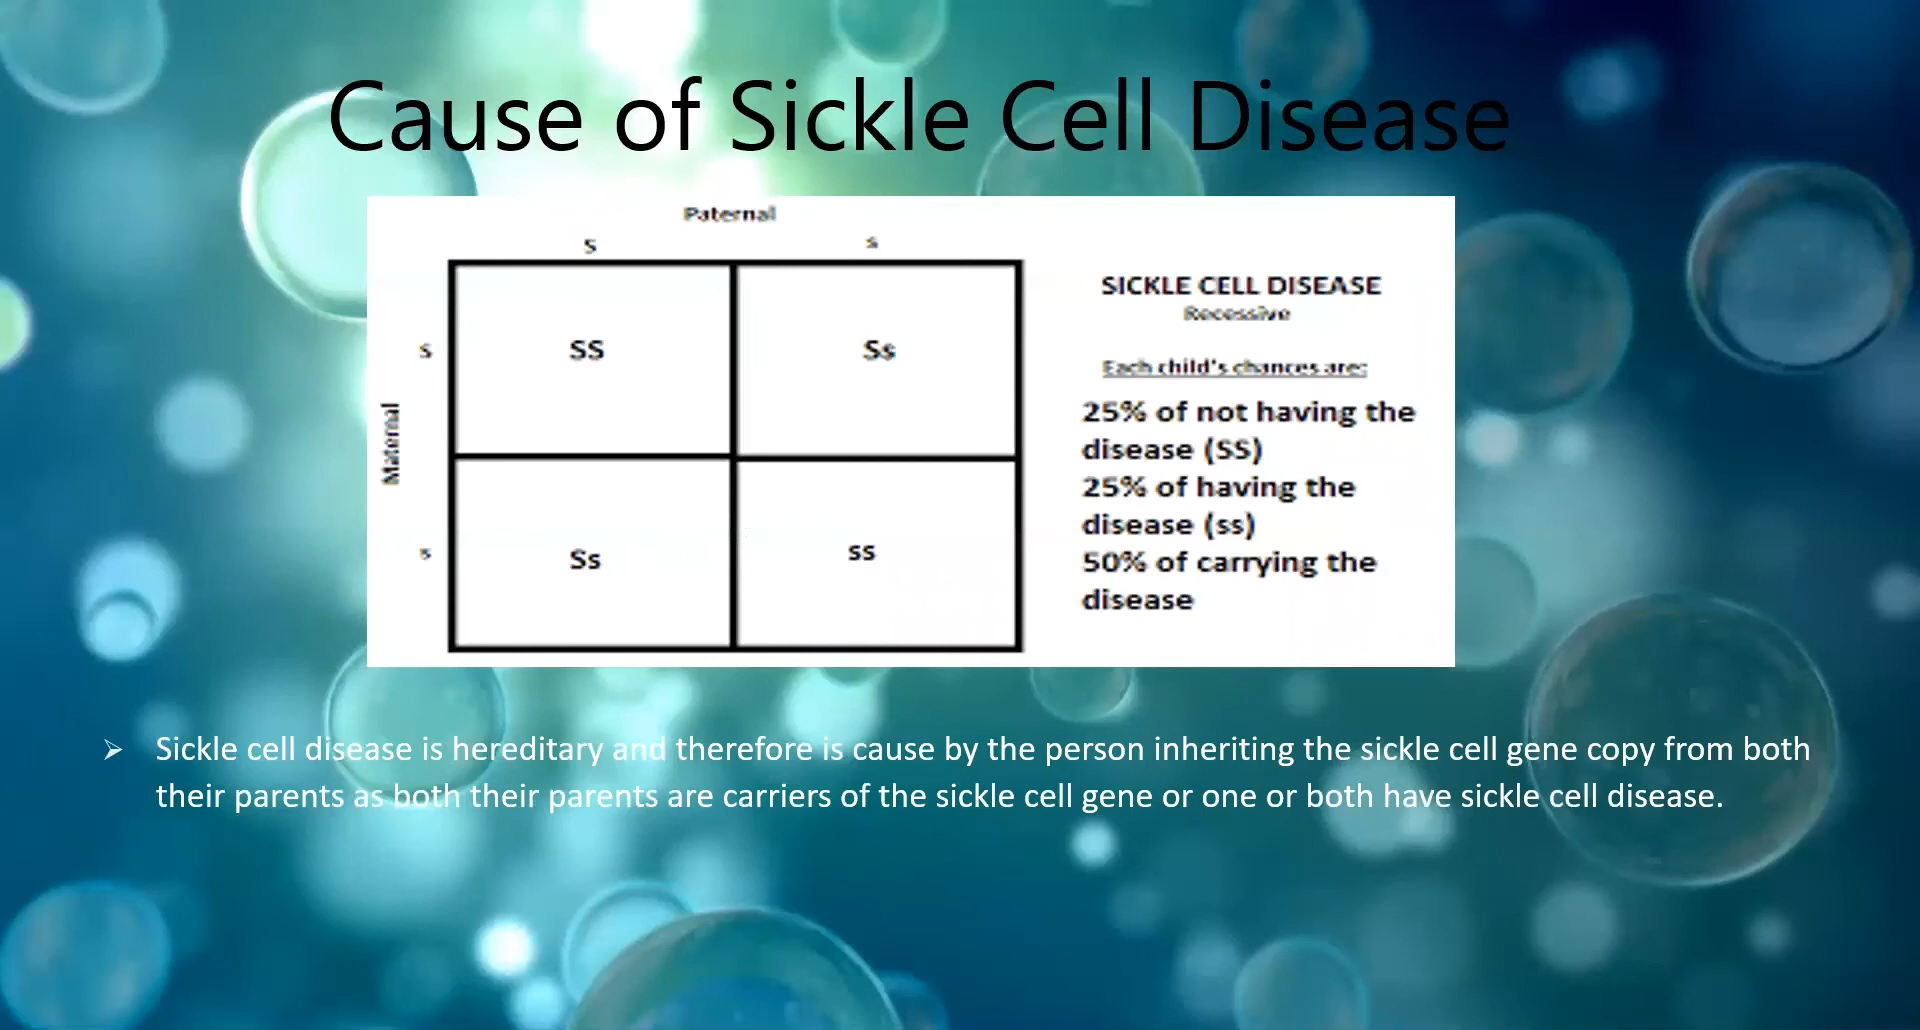 Cause of Sickle Cell Disease
Paternal
S s
Maternal
S SS Ss
s Ss ss
SICKLE CELL DISEASE
Recessive
Each child's chances are:
25% of not having the
disease (SS)
25% of having the
disease (ss)
50% of carrying the
disease
➢ Sickle cell disease is hereditary and therefore is cause by the person inheriting the sickle cell gene copy from both
their parents as both their parents are carriers of the sickle cell gene or one or both have sickle cell disease.